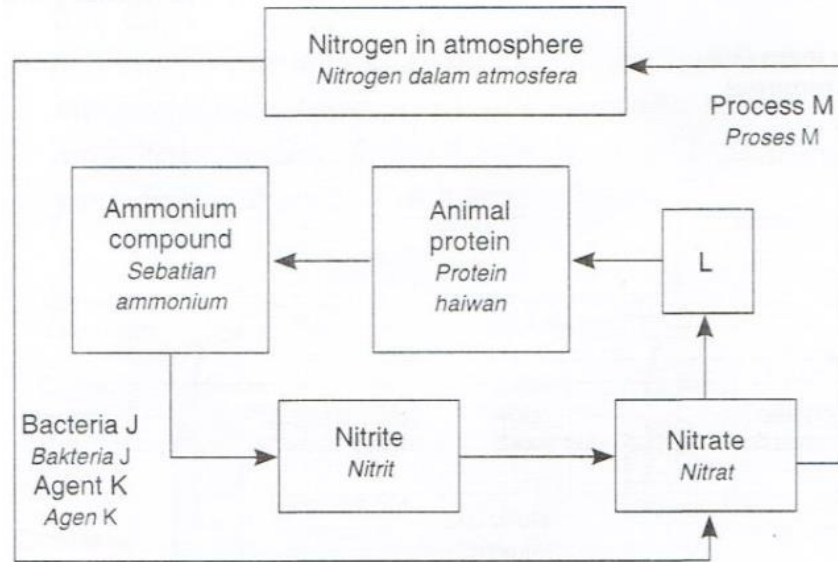 Nitrogen in atmosphere
Nitrogen dalam atmosfera
Process M
Proses M
Ammonium
compound
Sebatian
ammonium
Animal
protein
Protein
haiwan
L
Bacteria J
Bakteria J
Agent K
Agen K
Nitrite
Nitrit
Nitrate
Nitrat